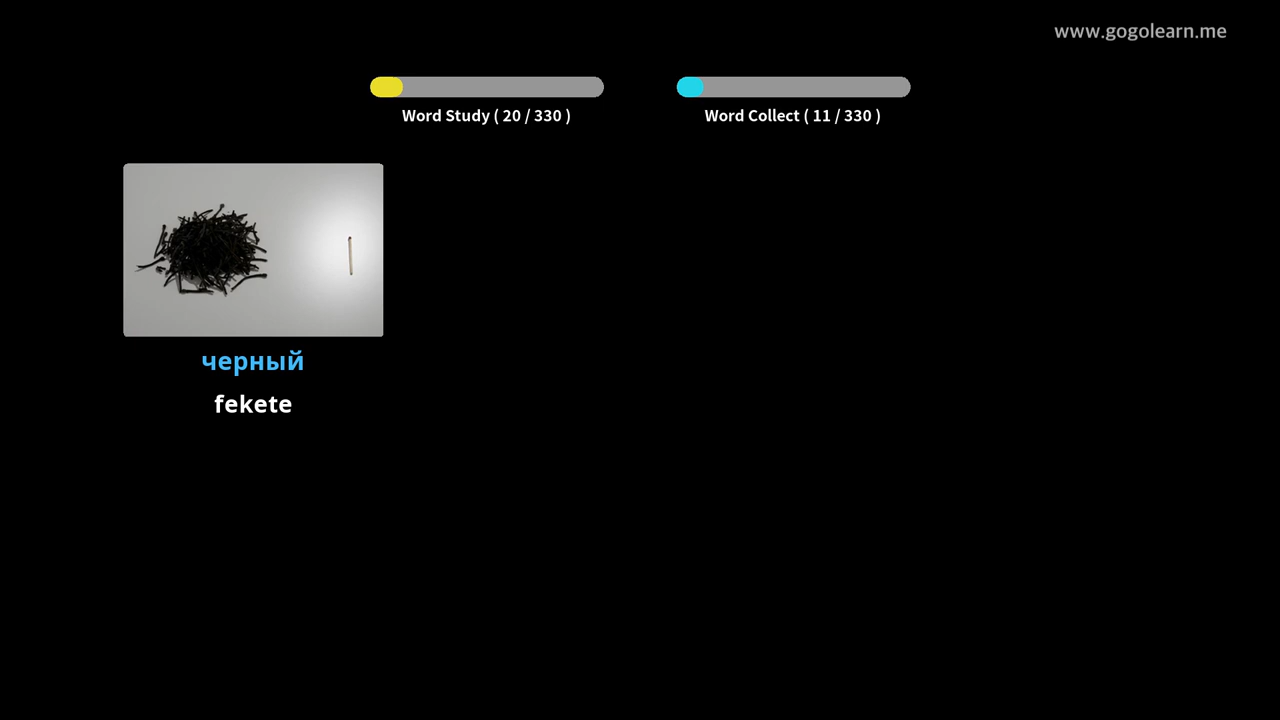 www.gogolearn.me
Word Study ( 20 / 330 )
Word Collect ( 11 / 330 )
черный
fekete